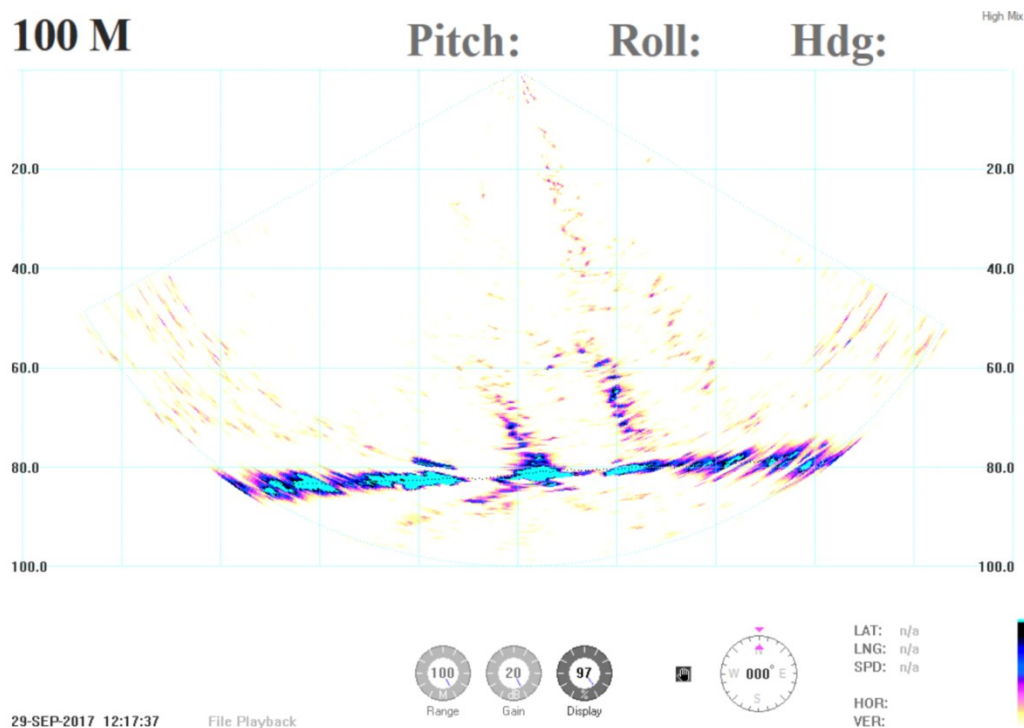 100 M Pitch: Roll: Hdg: High Mix
20.0 20.0
40.0 40.0
60.0 60.0
80.0 80.0
100.0 100.0
LAT: n/a
LNG: n/a
SPD: n/a
100 20 97 W N 000° E
M dB % S
HOR:
Range Gain Display
29-SEP-2017 12:17:37 File Playback VER: